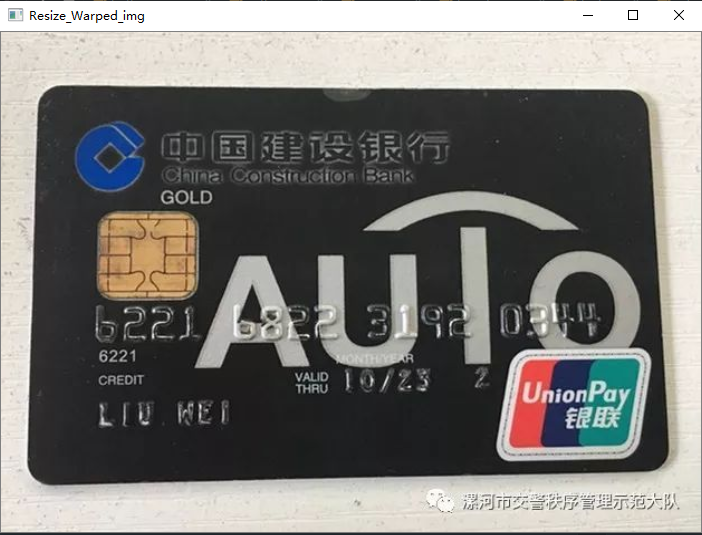 Resize_Warped_img
中国建设银行
China Construction Bank
GOLD
AUTO
6221 6822 3192 0344
6221
MONTH/YEAR
CREDIT
VALID THRU 10/23 2
LIU WEI
UnionPay
银联
漯河市交警秩序管理示范大队